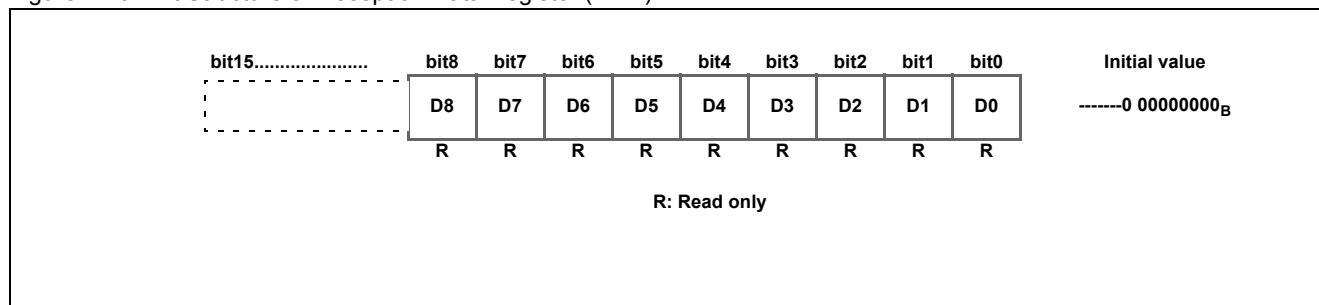 bit15...................... bit8 bit7 bit6 bit5 bit4 bit3 bit2 bit1 bit0 Initial value
D8 D7 D6 D5 D4 D3 D2 D1 D0 -------0 00000000B
R R R R R R R R R
R: Read only